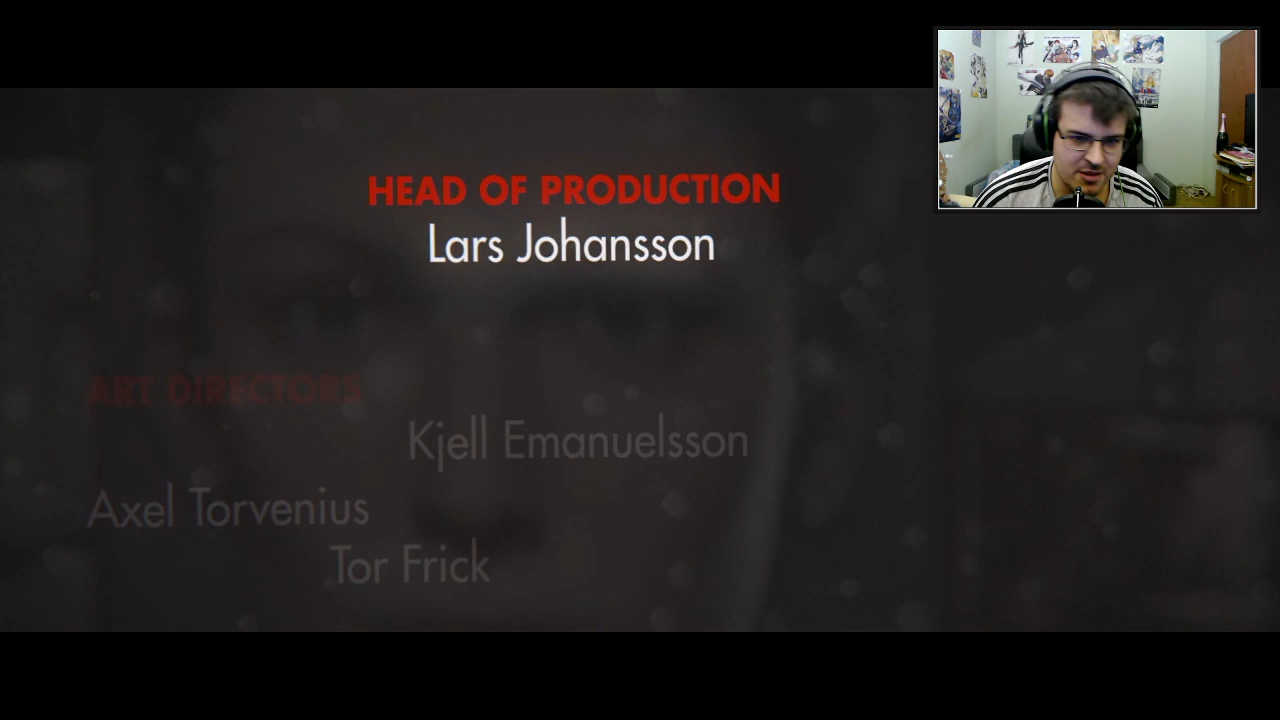 HEAD OF PRODUCTION
Lars Johansson
ART DIRECTORS
Kjell Emanuelsson
Axel Torvenius
Tor Frick